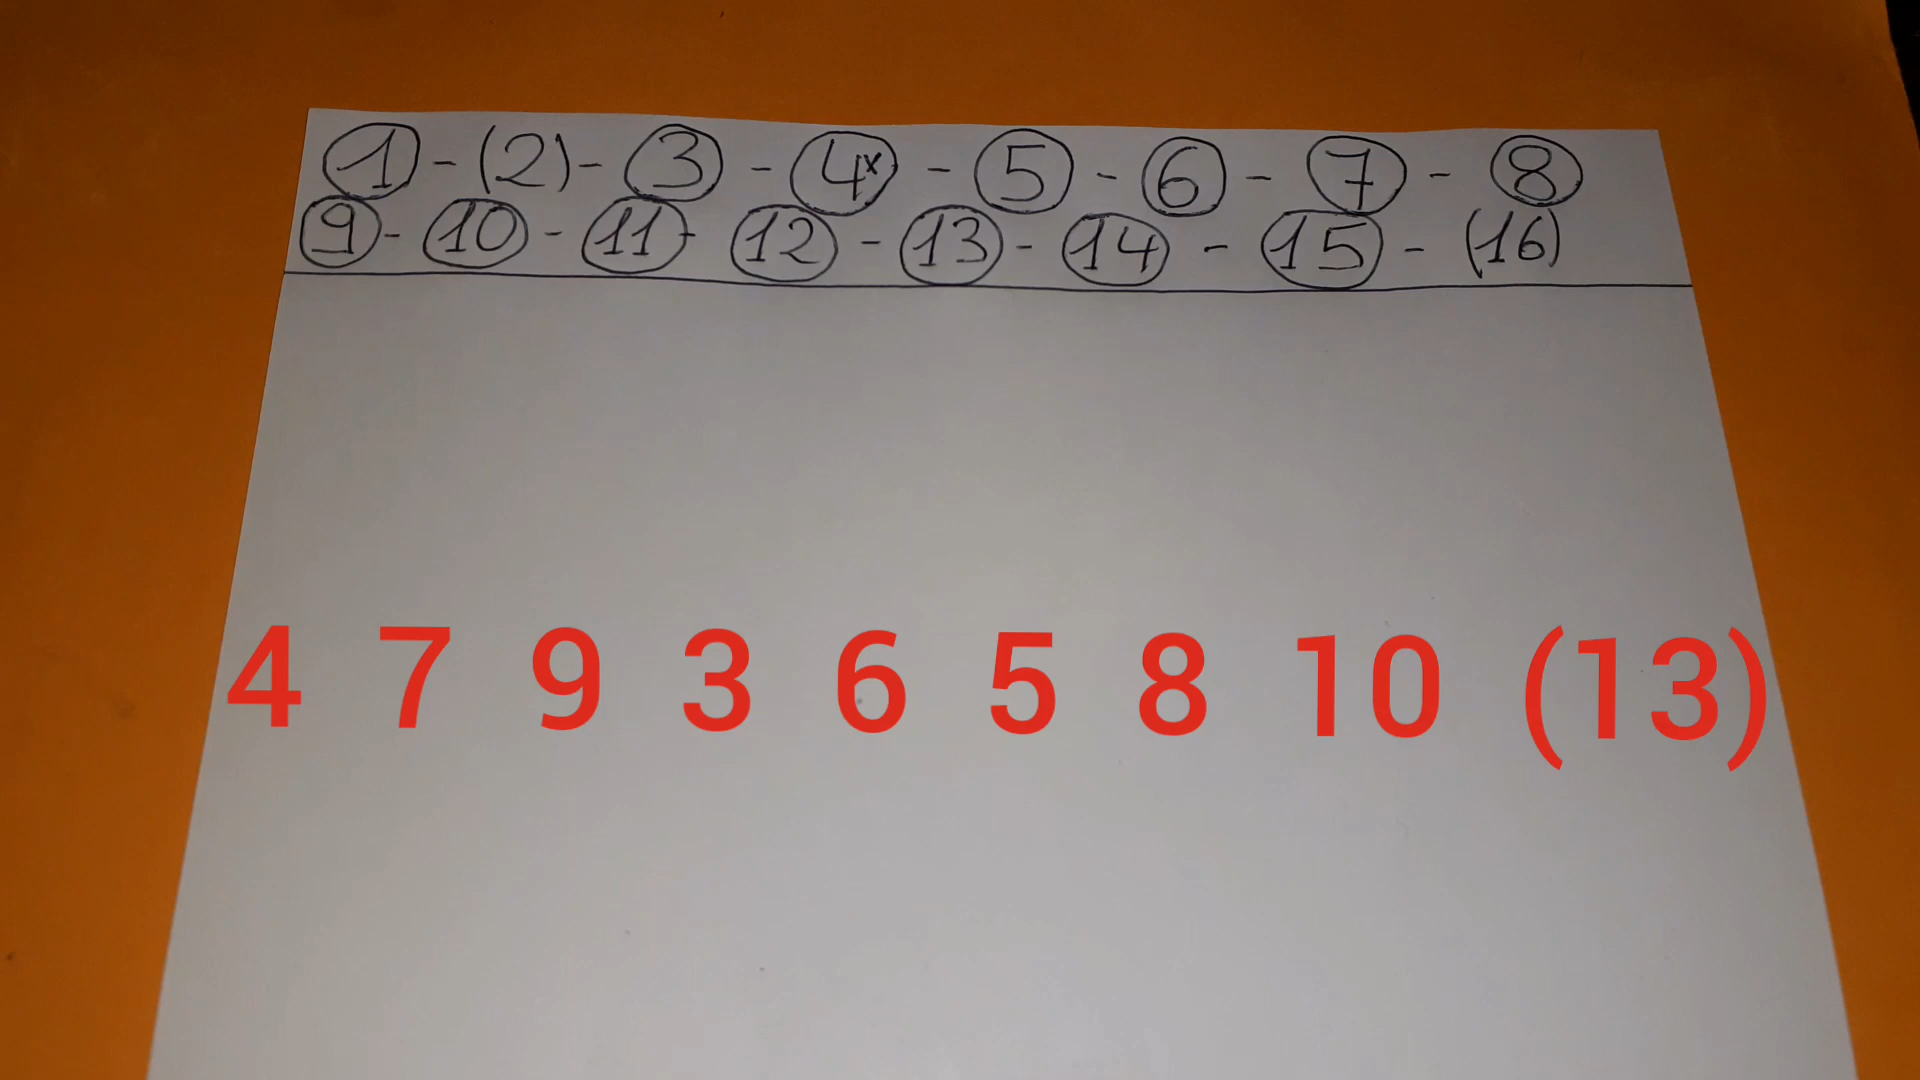 1 - (2) - 3 - 4x - 5 - 6 - 7 - 8
9 - 10 - 11 - 12 - 13 - 14 - 15 - (16)
4 7 9 3 6 5 8 10 (13)